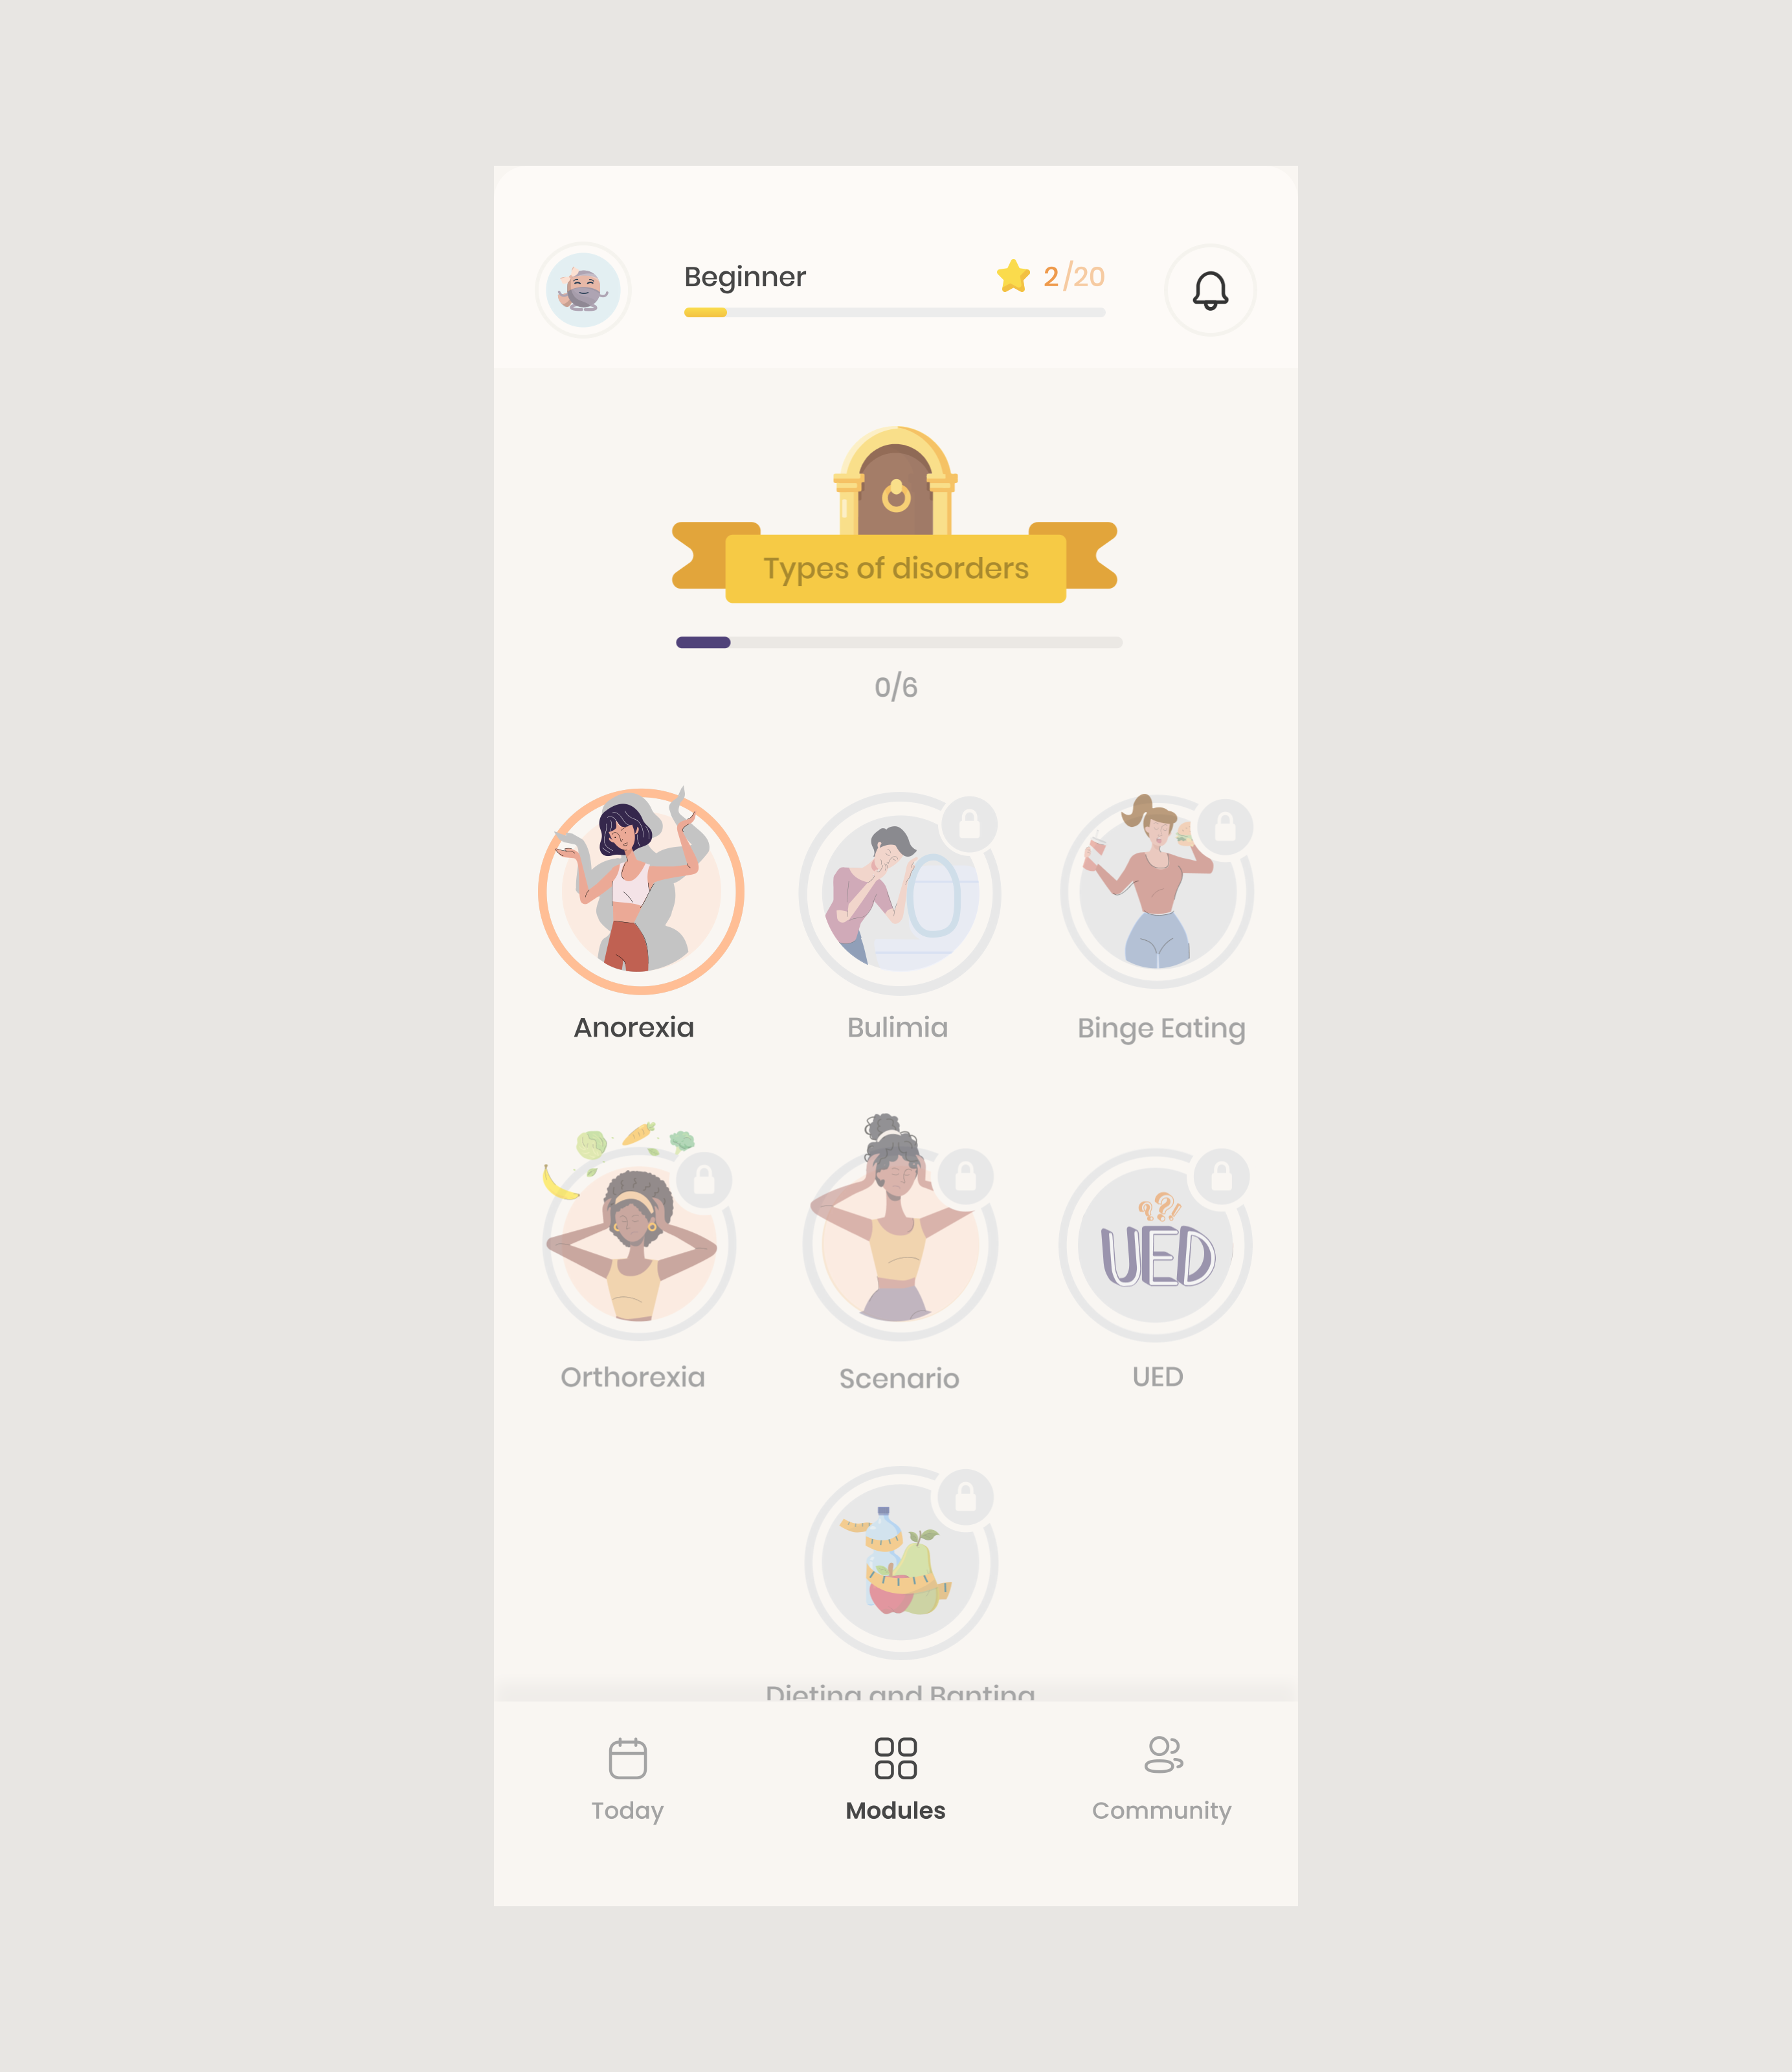 Beginner
2/20
Types of disorders
0/6
Anorexia
Bulimia
Binge Eating
UED
Orthorexia
Scenario
UED
Dieting and Banting
Today
Modules
Community